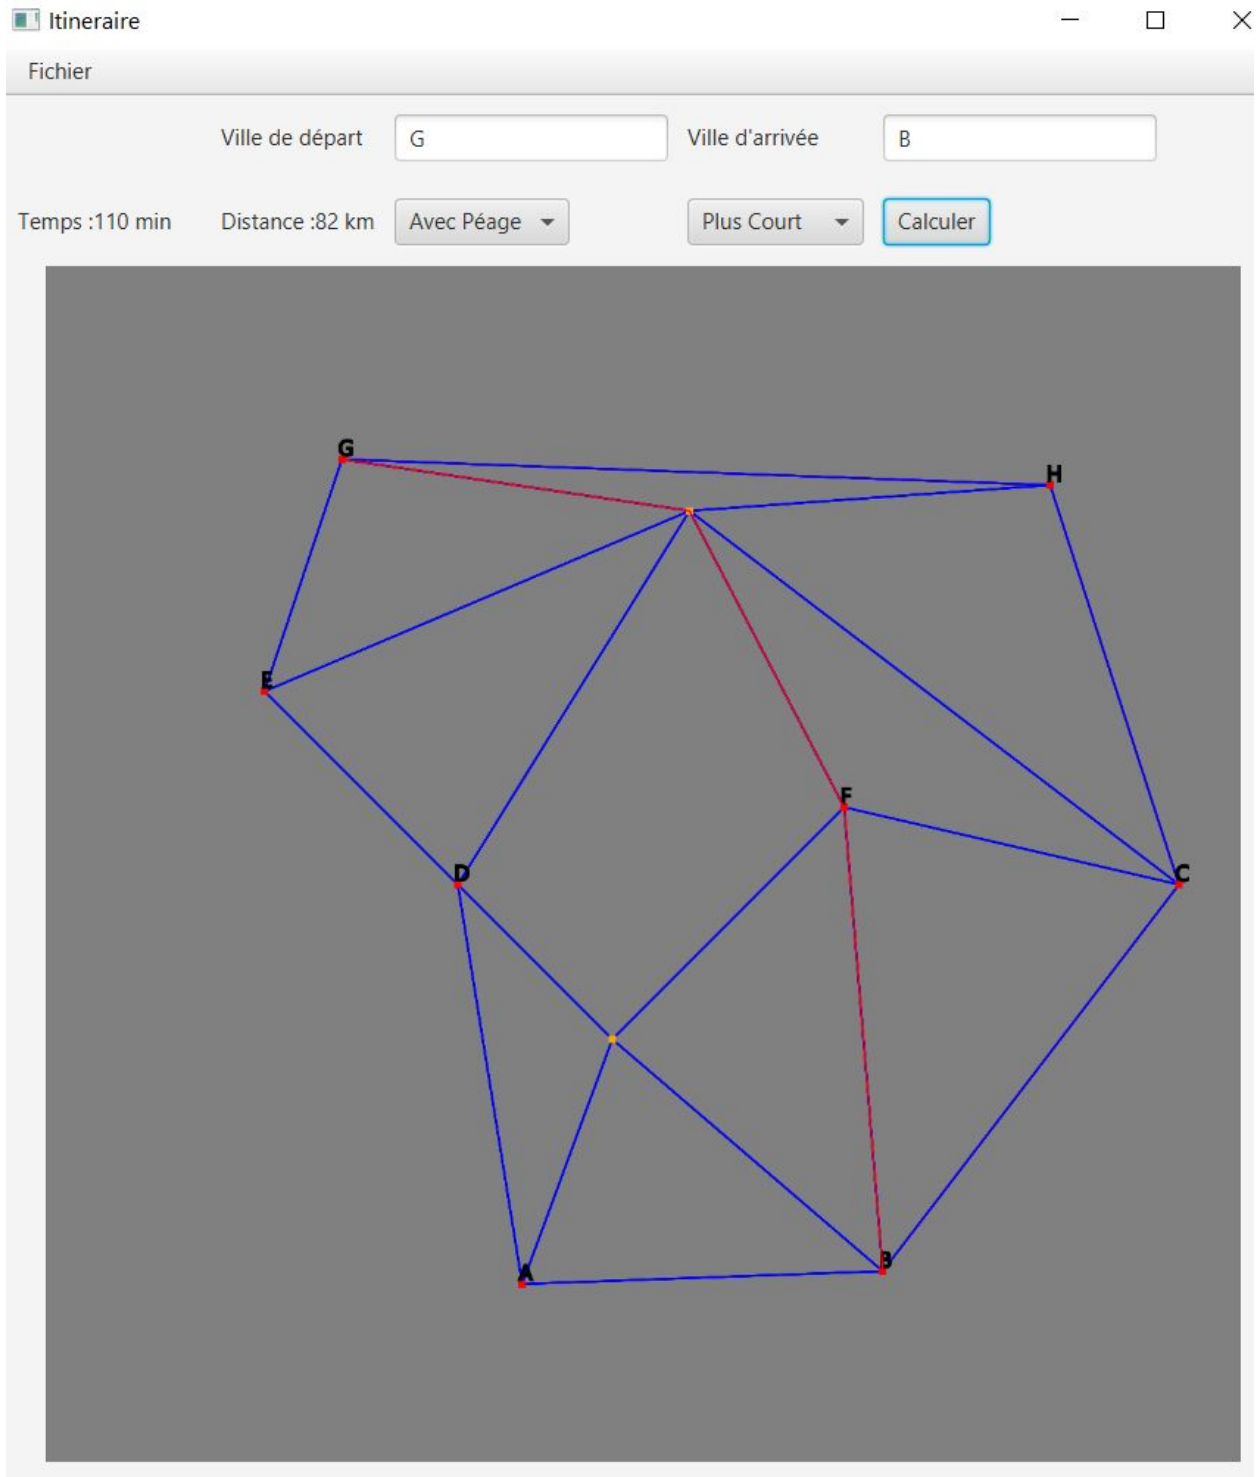 Itineraire
Fichier
Ville de départ G Ville d'arrivée B
Temps :110 min Distance :82 km Avec Péage Plus Court Calculer
G
H
E
F
D
C
B
A